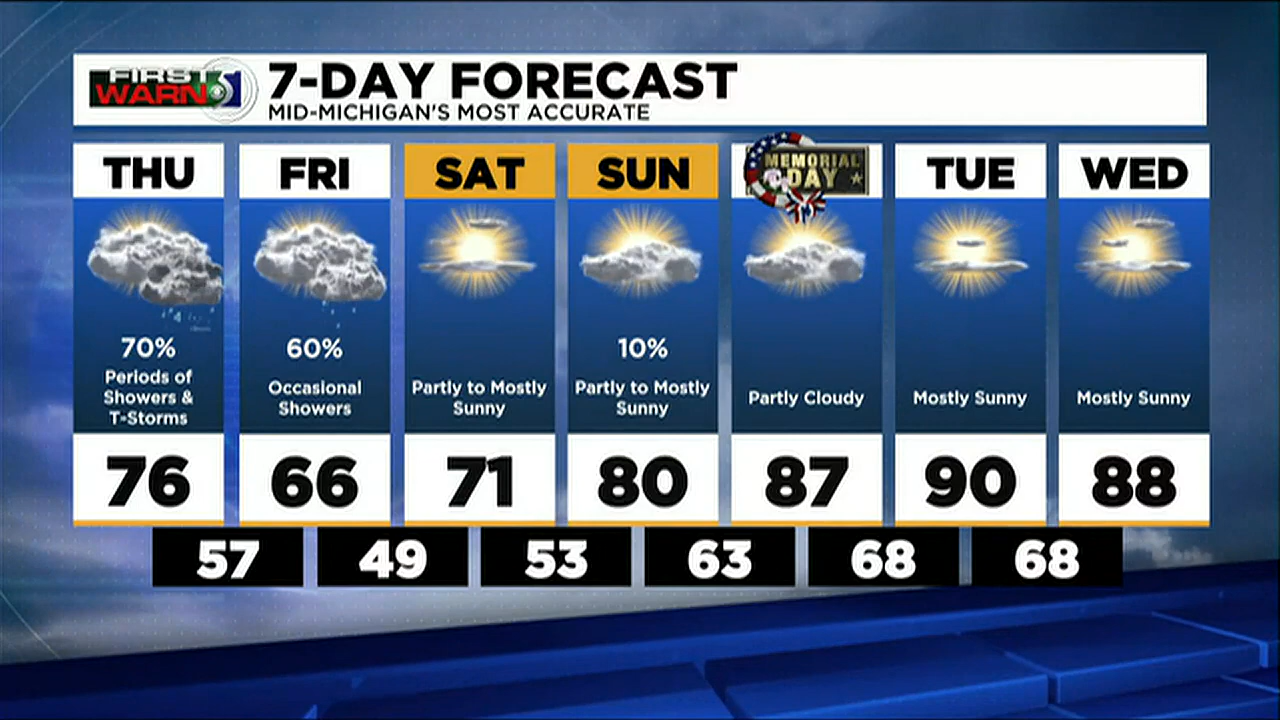 FIRST
WARN 5
7-DAY FORECAST
MID-MICHIGAN'S MOST ACCURATE
THU
FRI
SAT
SUN
MEMORIAL
DAY
TUE
WED
70%
Periods of
Showers &
T-Storms
60%
Occasional
Showers
Partly to Mostly
Sunny
10%
Partly to Mostly
Sunny
Partly Cloudy
Mostly Sunny
Mostly Sunny
76
66
71
80
87
90
88
57
49
53
63
68
68